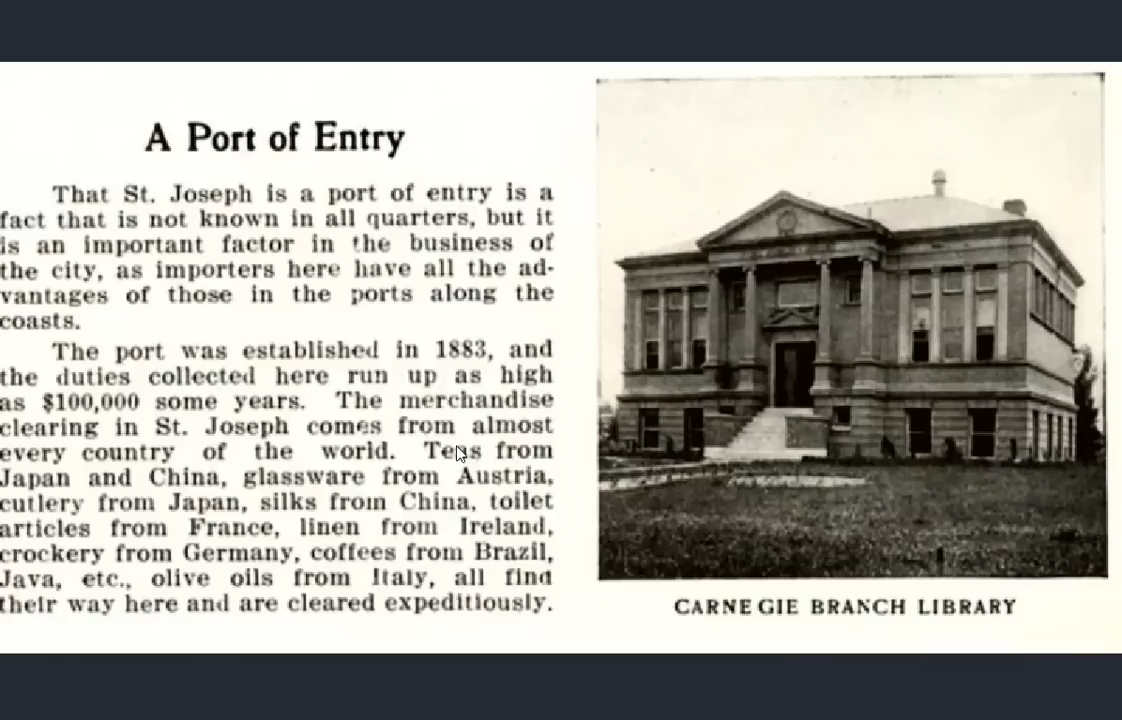 A Port of Entry
That St. Joseph is a port of entry is a
fact that is not known in all quarters, but it
is an important factor in the business of
the city, as importers here have all the ad-
vantages of those in the ports along the
coasts.
The port was established in 1883, and
the duties collected here run up as high
as $100,000 some years. The merchandise
clearing in St. Joseph comes from almost
every country of the world. Teas from
Japan and China, glassware from Austria,
cutlery from Japan, silks from China, toilet
articles from France, linen from Ireland,
crockery from Germany, coffees from Brazil,
Java, etc., olive oils from Italy, all find
their way here and are cleared expeditiously.
CARNEGIE BRANCH LIBRARY